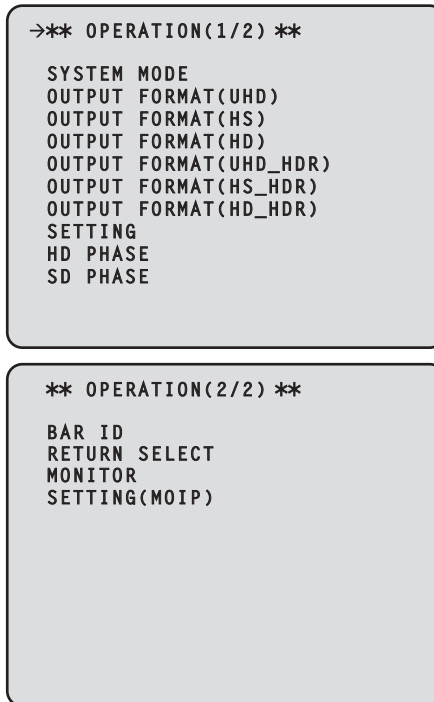 →** OPERATION(1/2) **
SYSTEM MODE
OUTPUT FORMAT(UHD)
OUTPUT FORMAT(HS)
OUTPUT FORMAT(HD)
OUTPUT FORMAT(UHD_HDR)
OUTPUT FORMAT(HS_HDR)
OUTPUT FORMAT(HD_HDR)
SETTING
HD PHASE
SD PHASE
** OPERATION(2/2) **
BAR ID
RETURN SELECT
MONITOR
SETTING(MOIP)